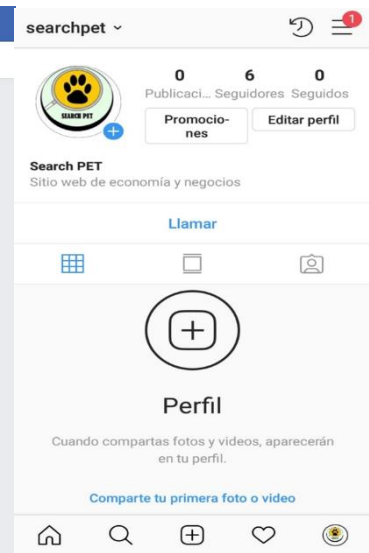 searchpet
1
0 6 0
Publicaci... Seguidores Seguidos
Promocio-
nes
Editar perfil
SEARCH PET
Search PET
Sitio web de economía y negocios
Llamar
Perfil
Cuando compartas fotos y videos, aparecerán
en tu perfil.
Comparte tu primera foto o video